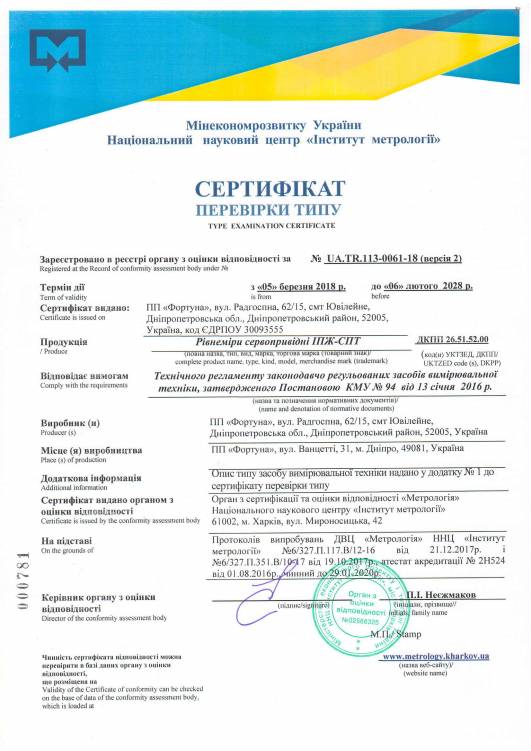 Мінекономрозвитку України
Національний науковий центр «Інститут метрології»
СЕРТИФІКАТ
ПЕРЕВІРКИ ТИПУ
TYPE EXAMINATION CERTIFICATE
Зареєстровано в реєстрі органу з оцінки відповідності за № UA.TR.113-0061-18 (версія 2)
Registered at the Record of conformity assessment body under №
Термін дії з «05» березня 2018 р. до «06» лютого 2028 р.
Term of validity is from before
Сертифікат видано: ПП «Фортуна», вул. Радгоспна, 62/15, смт Ювілейне,
Certificate is issued on Дніпропетровська обл., Дніпропетровський район, 52005,
Україна, код ЄДРПОУ 30093555
Продукція Рівнеміри сервопривідні ІПЖ-СПТ ДКПП 26.51.52.00
/ Produce (повна назва, тип, вид, марка, торгова марка (товарний знак)/ (код(и) УКТЗЕД, ДКПП/
complete product name, type, kind, model, merchandise mark (trademark) UKTZED code (s), DKPP)
Відповідає вимогам Технічного регламенту законодавчо регульованих засобів вимірювальної
Comply with the requirements техніки, затвердженого Постановою КМУ № 94 від 13 січня 2016 р.
(назва та позначення нормативних документів)/
(name and denotation of normative documents)
Виробник (и) ПП «Фортуна», вул. Радгоспна, 62/15, смт Ювілейне,
Producer (s) Дніпропетровська обл., Дніпропетровський район, 52005, Україна
Місце (я) виробництва ПП «Фортуна», вул. Ванцетті, 31, м. Дніпро, 49081, Україна
Place (s) of production
Додаткова інформація Опис типу засобу вимірювальної техніки надано у додатку № 1 до
Additional information сертифікату перевірки типу
Сертифікат видано органом з Орган з сертифікації та оцінки відповідності «Метрологія»
оцінки відповідності Національного наукового центру «Інститут метрології»
Certificate is issued by the conformity assessment body 61002, м. Харків, вул. Мироносицька, 42
На підставі Протоколів випробувань ДВЦ «Метрологія» ННЦ «Інститут
On the grounds of метрології» №6/327.П.117.В/12-16 від 21.12.2017р. і
№6/327.П.351.В/10-17 від 19.10.2017р., атестат акредитації № 2Н524
від 01.08.2016р., чинний до 29.01.2020р.
000781
Керівник органу з оцінки П.І. Неєжмаков
відповідності (підпис/signature) (ініціали, прізвище//
Director of the conformity assessment body initials, family name
Орган з
оцінки
відповідності
№02568325
М.П./ Stamp
Чинність сертифіката відповідності можна www.metrology.kharkov.ua
перевірити в базі даних органу з оцінки (назва веб-сайту)/
відповідності, (website name)
що розміщена на
Validity of the Certificate of conformity can be checked
on the base of data of the conformity assessment body,
which is loaded at